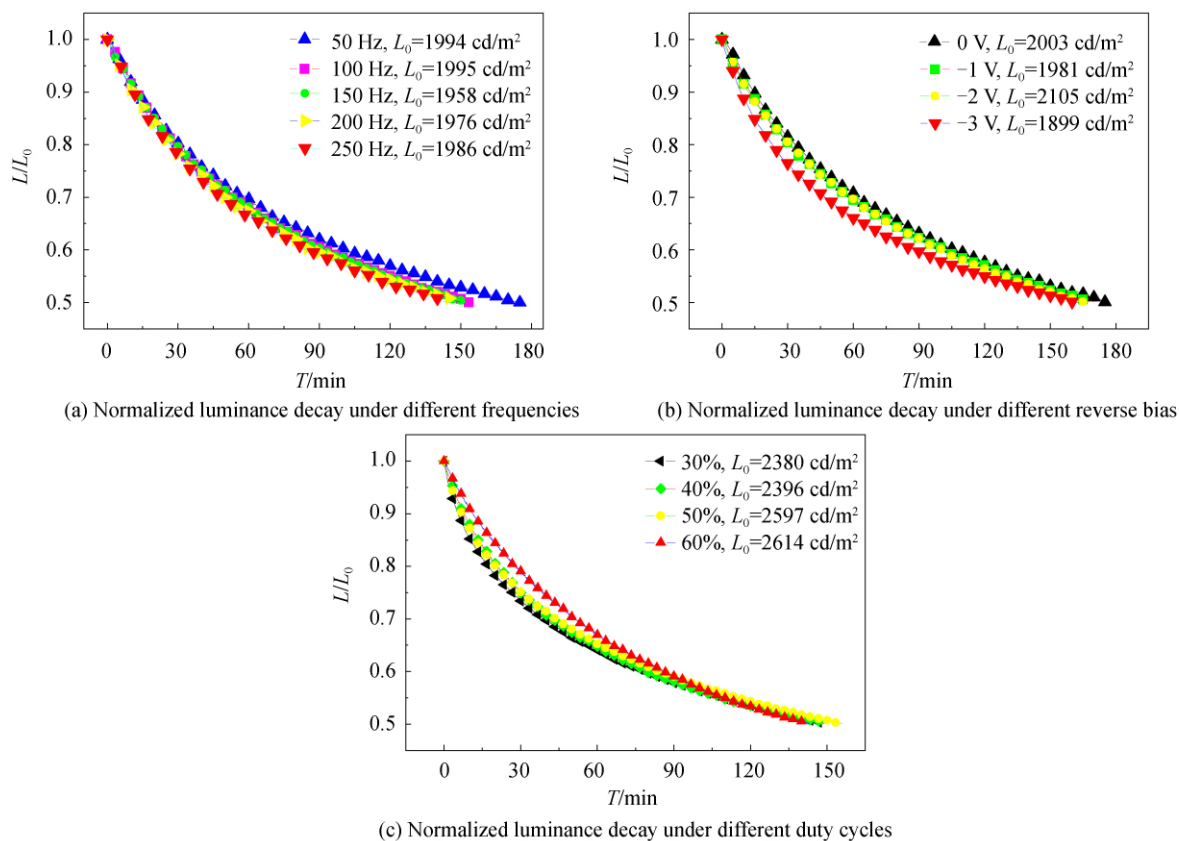 1.0
0.9
0.8
0.7
0.6
0.5
L/L₀
50 Hz, L₀=1994 cd/m²
100 Hz, L₀=1995 cd/m²
150 Hz, L₀=1958 cd/m²
200 Hz, L₀=1976 cd/m²
250 Hz, L₀=1986 cd/m²
0 30 60 90 120 150 180
T/min
(a) Normalized luminance decay under different frequencies
1.0
0.9
0.8
0.7
0.6
0.5
L/L₀
0 V, L₀=2003 cd/m²
−1 V, L₀=1981 cd/m²
−2 V, L₀=2105 cd/m²
−3 V, L₀=1899 cd/m²
0 30 60 90 120 150 180
T/min
(b) Normalized luminance decay under different reverse bias
1.0
0.9
0.8
0.7
0.6
0.5
L/L₀
30%, L₀=2380 cd/m²
40%, L₀=2396 cd/m²
50%, L₀=2597 cd/m²
60%, L₀=2614 cd/m²
0 30 60 90 120 150
T/min
(c) Normalized luminance decay under different duty cycles